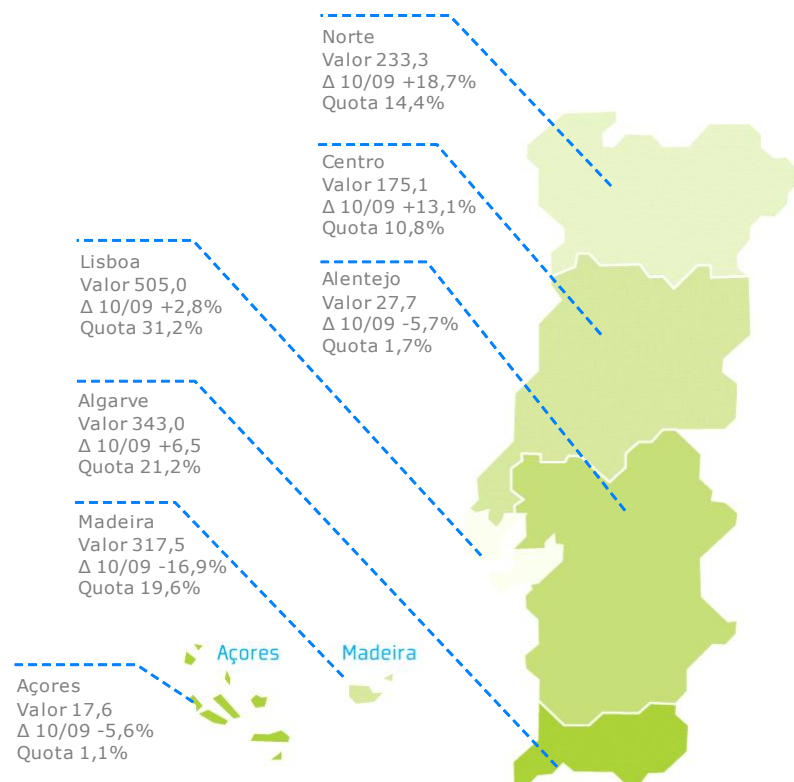 Norte
Valor 233,3
Δ 10/09 +18,7%
Quota 14,4%
Centro
Valor 175,1
Δ 10/09 +13,1%
Quota 10,8%
Lisboa
Valor 505,0
Δ 10/09 +2,8%
Quota 31,2%
Alentejo
Valor 27,7
Δ 10/09 -5,7%
Quota 1,7%
Algarve
Valor 343,0
Δ 10/09 +6,5
Quota 21,2%
Madeira
Valor 317,5
Δ 10/09 -16,9%
Quota 19,6%
Açores
Madeira
Açores
Valor 17,6
Δ 10/09 -5,6%
Quota 1,1%